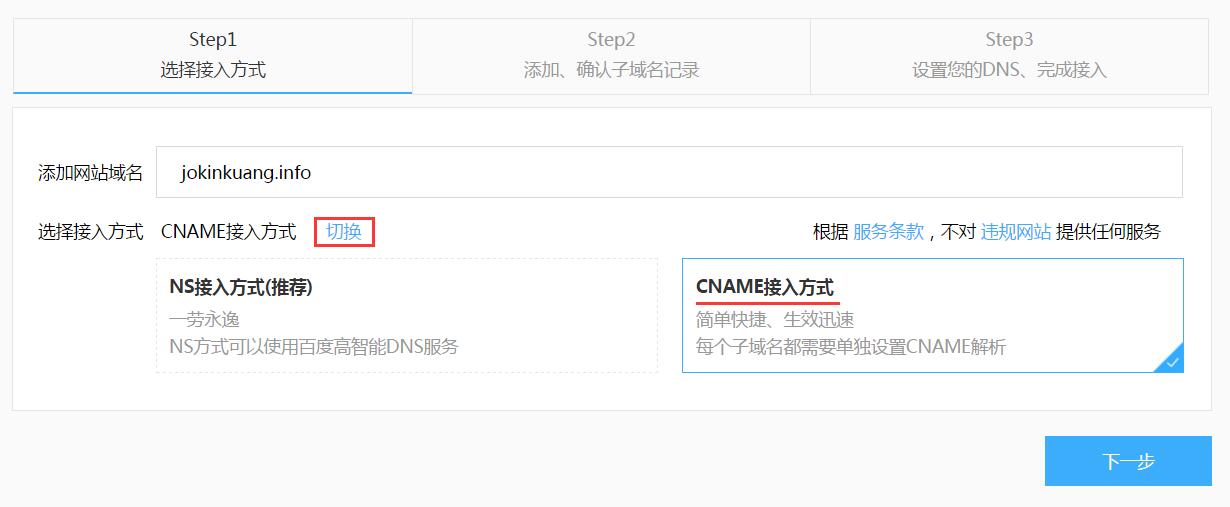 Step1
选择接入方式
Step2
添加、确认子域名记录
Step3
设置您的DNS、完成接入
添加网站域名 jokinkuang.info
选择接入方式 CNAME接入方式 切换 根据 服务条款，不对 违规网站 提供任何服务
NS接入方式(推荐)
一劳永逸
NS方式可以使用百度高智能DNS服务
CNAME接入方式
简单快捷、生效迅速
每个子域名都需要单独设置CNAME解析
下一步